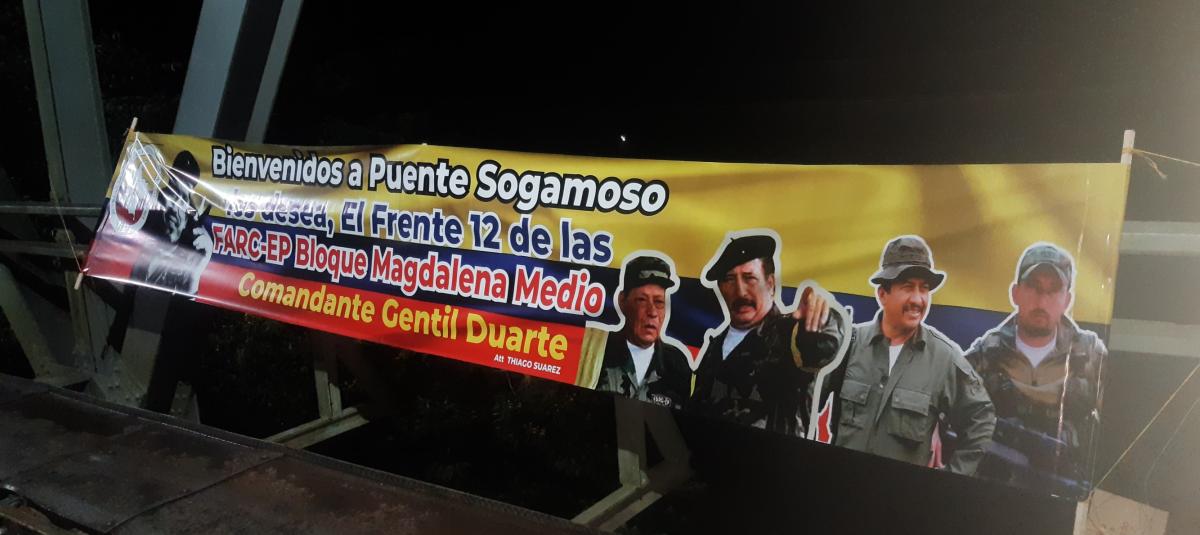 Bienvenidos a Puente Sogamoso
les desea, El Frente 12 de las
FARC-EP Bloque Magdalena Medio
Comandante Gentil Duarte
Att THIAGO SUAREZ